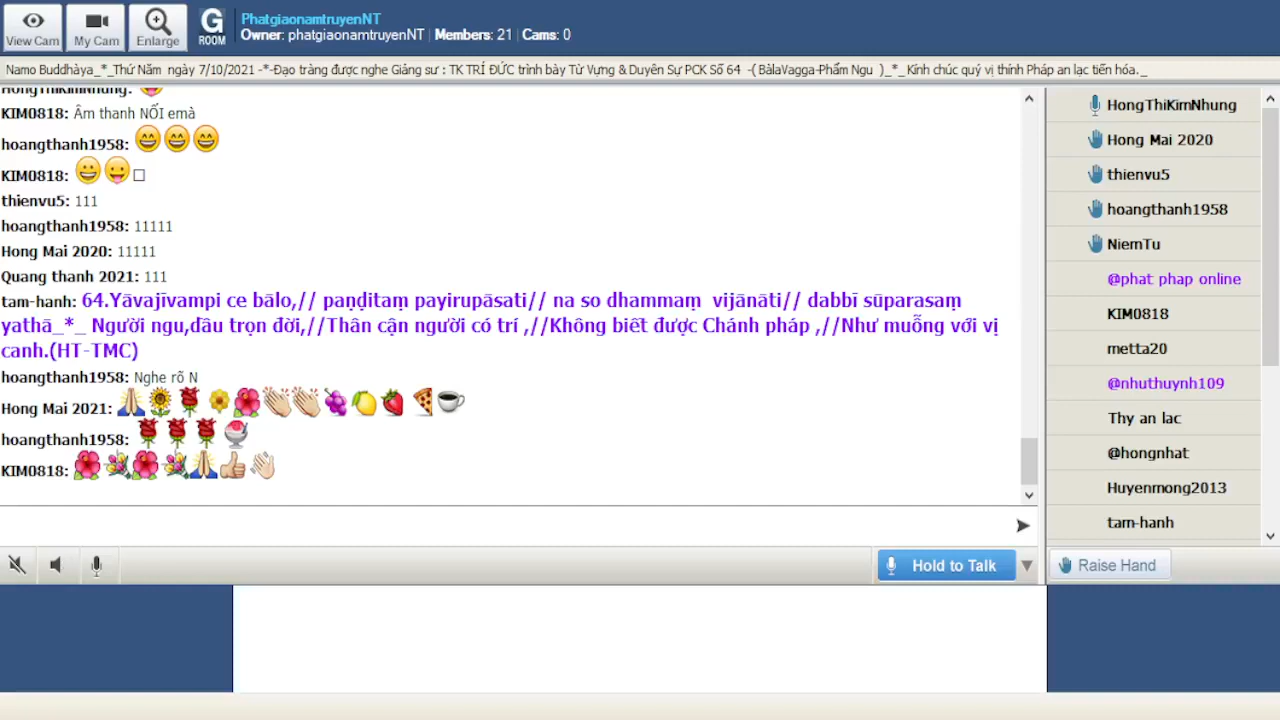 View Cam
My Cam
Enlarge
G ROOM
PhatgiaonamtruyenNT
Owner: phatgiaonamtruyenNT | Members: 21 | Cams: 0
Namo Buddhàya_*_Thứ Năm ngày 7/10/2021 -*-Đạo tràng được nghe Giảng sư : TK TRÍ ĐỨC trình bày Từ Vựng & Duyên Sự PCK Số 64 -( BàlaVagga-Phẩm Ngu )_*_ Kính chúc quý vị thính Pháp an lạc tiến hóa._
HongThiKimNhung:
KIM0818: Âm thanh NỔI emà
hoangthanh1958:
KIM0818:
thienvu5: 111
hoangthanh1958: 11111
Hong Mai 2020: 11111
Quang thanh 2021: 111
tam-hanh: 64.Yāvajīvampi ce bālo,// paṇḍitaṃ payirupāsati// na so dhammaṃ vijānāti// dabbī sūparasaṃ
yathā_*_ Người ngu,dầu trọn đời,//Thân cận người có trí ,//Không biết được Chánh pháp ,//Như muỗng với vị
canh.(HT-TMC)
hoangthanh1958: Nghe rõ N
Hong Mai 2021:
hoangthanh1958:
KIM0818:
Hold to Talk
HongThiKimNhung
Hong Mai 2020
thienvu5
hoangthanh1958
NiemTu
@phat phap online
KIM0818
metta20
@nhuthuynh109
Thy an lac
@hongnhat
Huyenmong2013
tam-hanh
Raise Hand